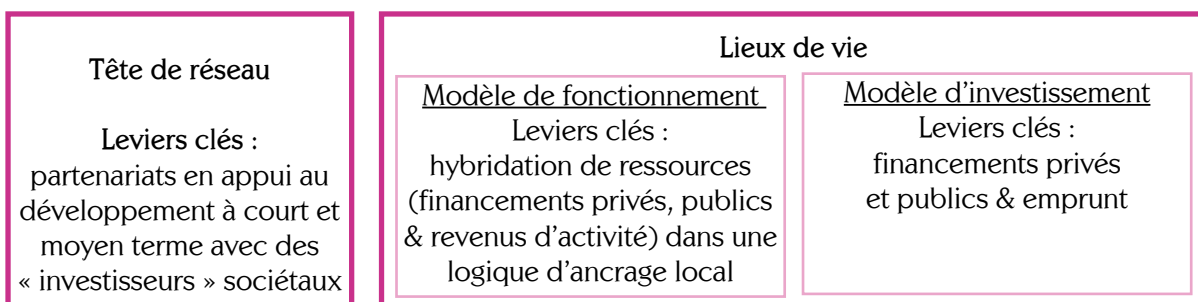 Tête de réseau
Leviers clés :
partenariats en appui au
développement à court et
moyen terme avec des
« investisseurs » sociétaux
Lieux de vie
Modèle de fonctionnement
Leviers clés :
hybridation de ressources
(financements privés, publics
& revenus d’activité) dans une
logique d’ancrage local
Modèle d’investissement
Leviers clés :
financements privés
et publics & emprunt